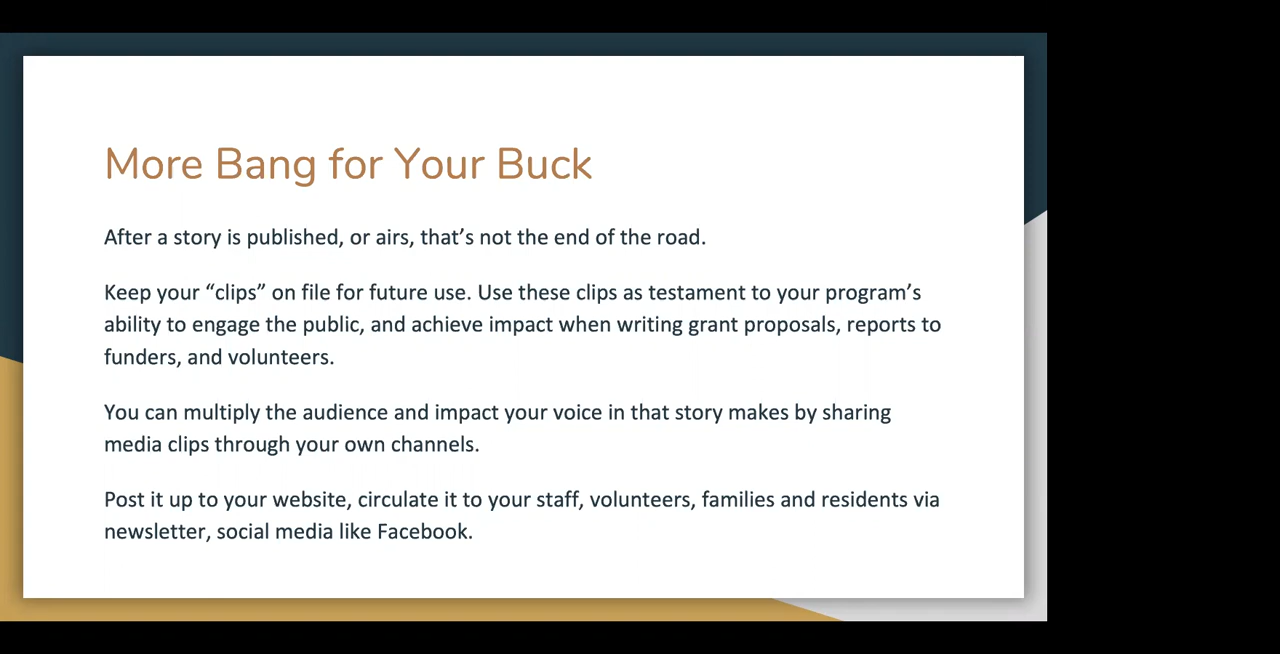 More Bang for Your Buck
After a story is published, or airs, that’s not the end of the road.
Keep your “clips” on file for future use. Use these clips as testament to your program’s
ability to engage the public, and achieve impact when writing grant proposals, reports to
funders, and volunteers.
You can multiply the audience and impact your voice in that story makes by sharing
media clips through your own channels.
Post it up to your website, circulate it to your staff, volunteers, families and residents via
newsletter, social media like Facebook.